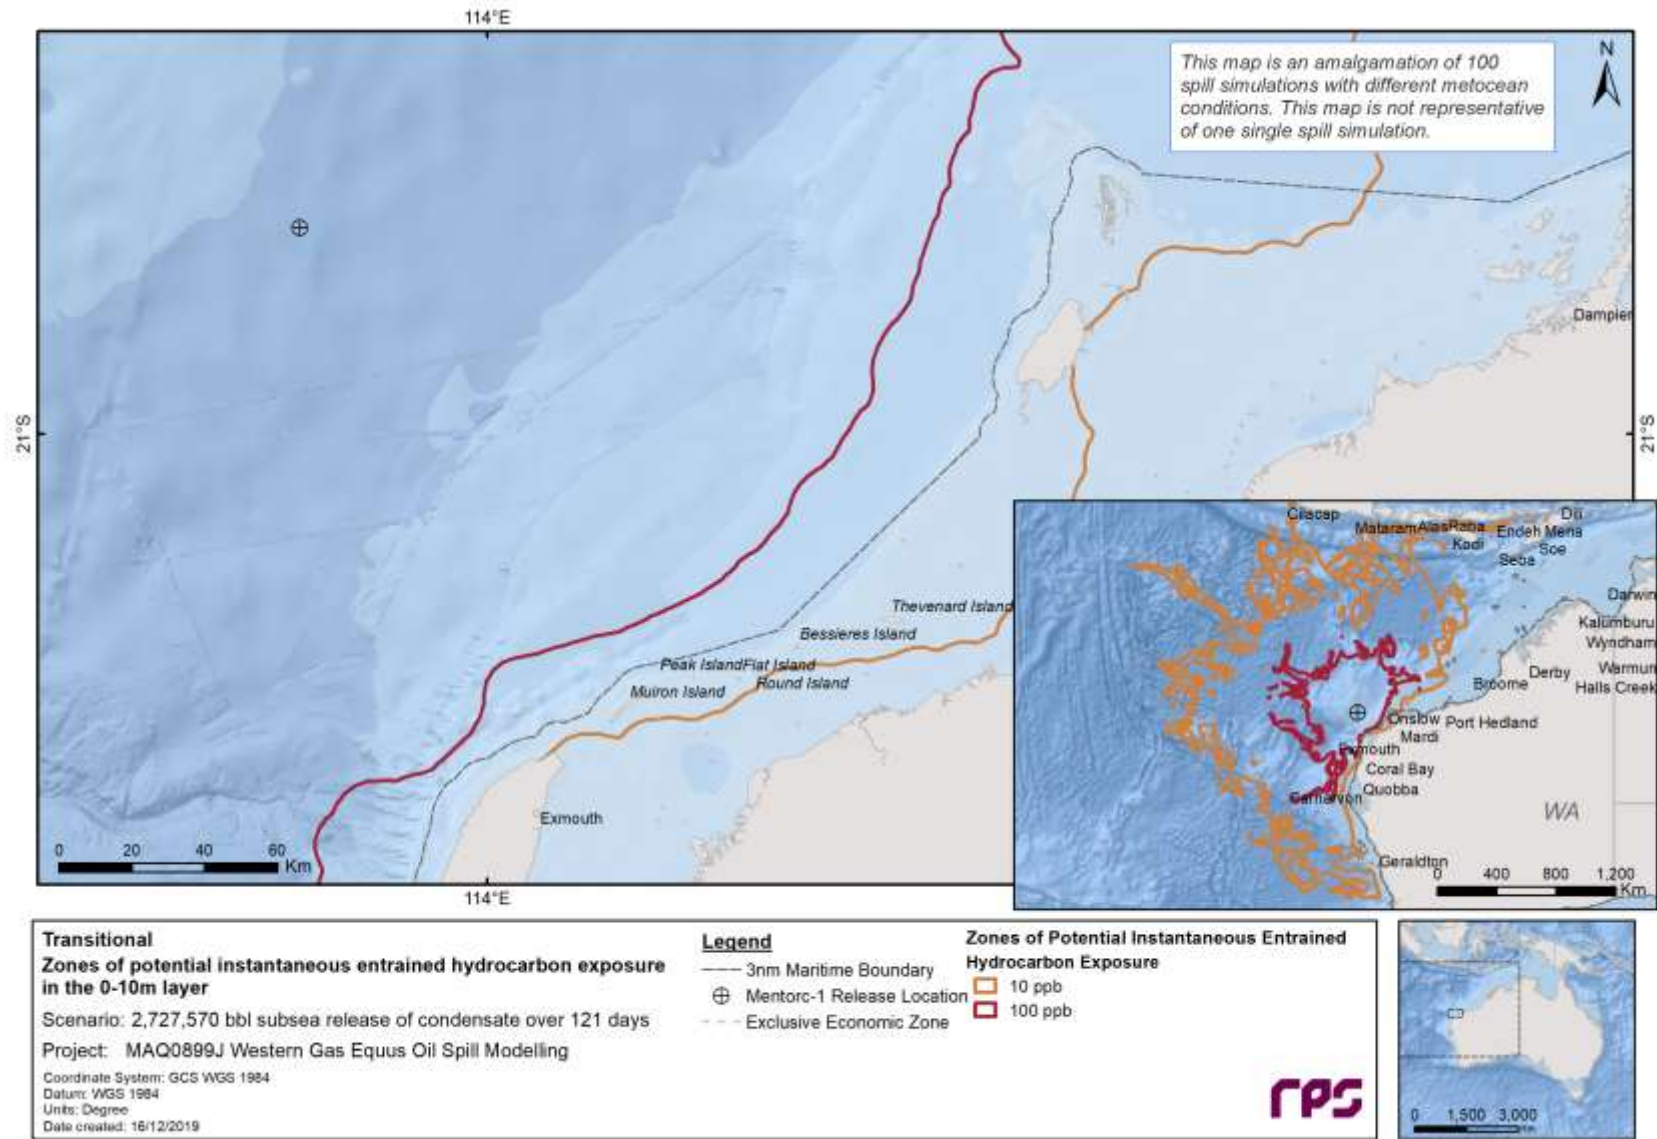 114°E
This map is an amalgamation of 100
spill simulations with different metocean
conditions. This map is not representative
of one single spill simulation.
N
Dampier
21°S
21°S
Thevenard Island
Bessieres Island
Peak Island Flat Island
Round Island
Muiron Island
Exmouth
0 20 40 60
Km
114°E
Cilacap
Mataram Alas Raba
Endeh Mena
Dili
Kodi
Soe
Seba
Darwin
Kalumburu
Wyndham
Derby
Warmun
Halls Creek
Broome
Onslow Port Hedland
Mardi
Exmouth
Coral Bay
Quobba
Carnarvon
WA
Geraldton
0 400 800 1,200
Km
Transitional
Zones of potential instantaneous entrained hydrocarbon exposure
in the 0-10m layer
Scenario: 2,727,570 bbl subsea release of condensate over 121 days
Project: MAQ0899J Western Gas Equus Oil Spill Modelling
Coordinate System: GCS WGS 1984
Datum: WGS 1984
Units: Degree
Date created: 16/12/2019
Legend
3nm Maritime Boundary
Mentorc-1 Release Location
Exclusive Economic Zone
Zones of Potential Instantaneous Entrained
Hydrocarbon Exposure
10 ppb
100 ppb
rps
0 1,500 3,000